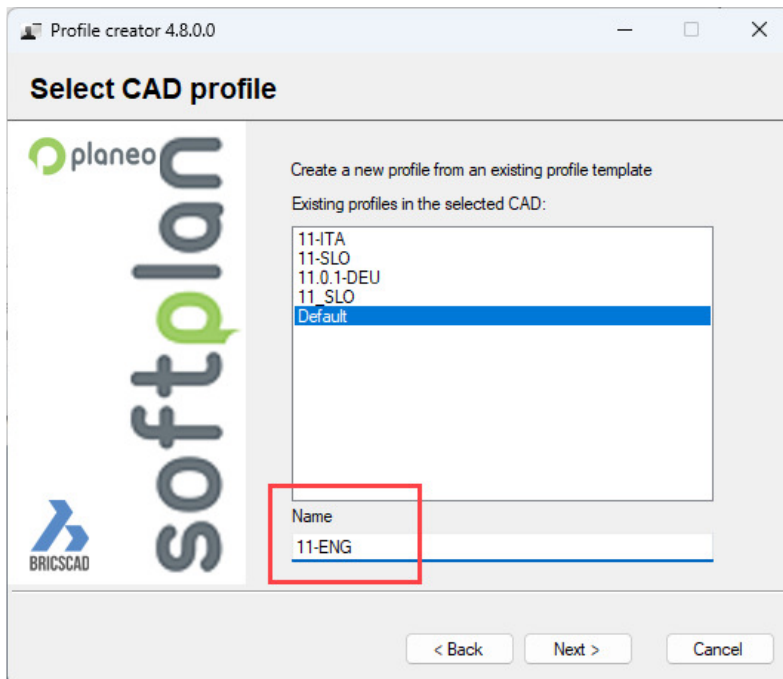 Profile creator 4.8.0.0
Select CAD profile
planeo
softplan
BRICSCAD
Create a new profile from an existing profile template
Existing profiles in the selected CAD:
11-ITA
11-SLO
11.0.1-DEU
11_SLO
Default
Name
11-ENG
< Back
Next >
Cancel